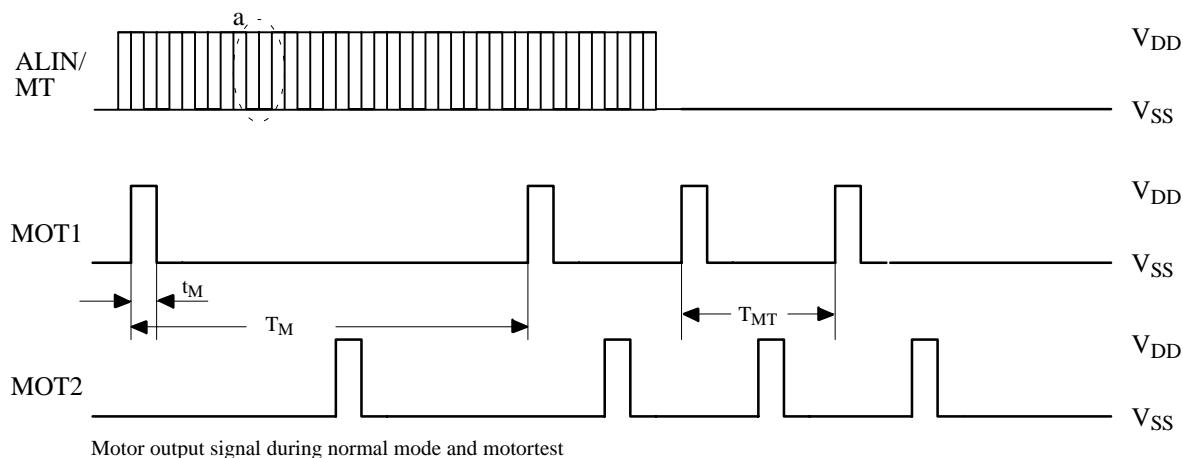 a
V_DD
ALIN/
MT
V_SS
V_DD
MOT1
V_SS
t_M
T_M
T_MT
V_DD
MOT2
V_SS
Motor output signal during normal mode and motortest